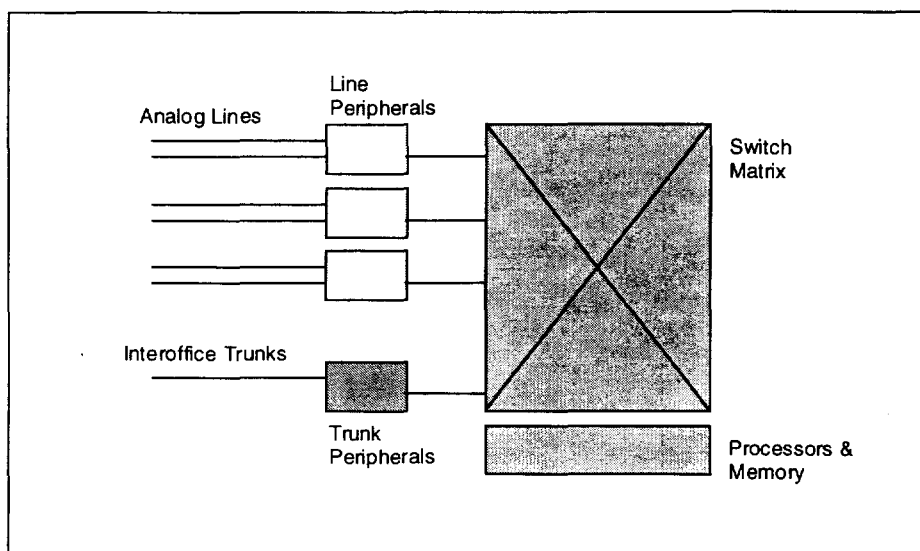 Line
Peripherals
Analog Lines
Switch
Matrix
Interoffice Trunks
Trunk
Peripherals
Processors &
Memory